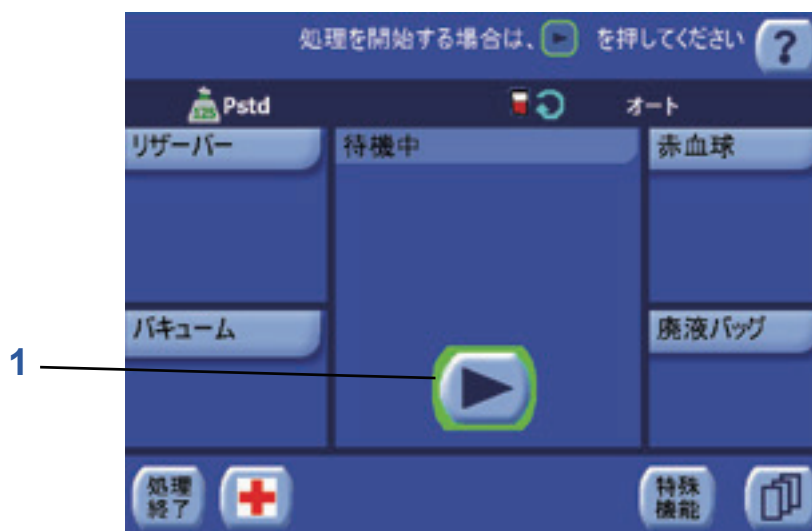 処理を開始する場合は、 を押してください ?
125 Pstd オート
リザーバー 待機中 赤血球
バキューム 廃液バッグ
1
処理
終了
特殊
機能